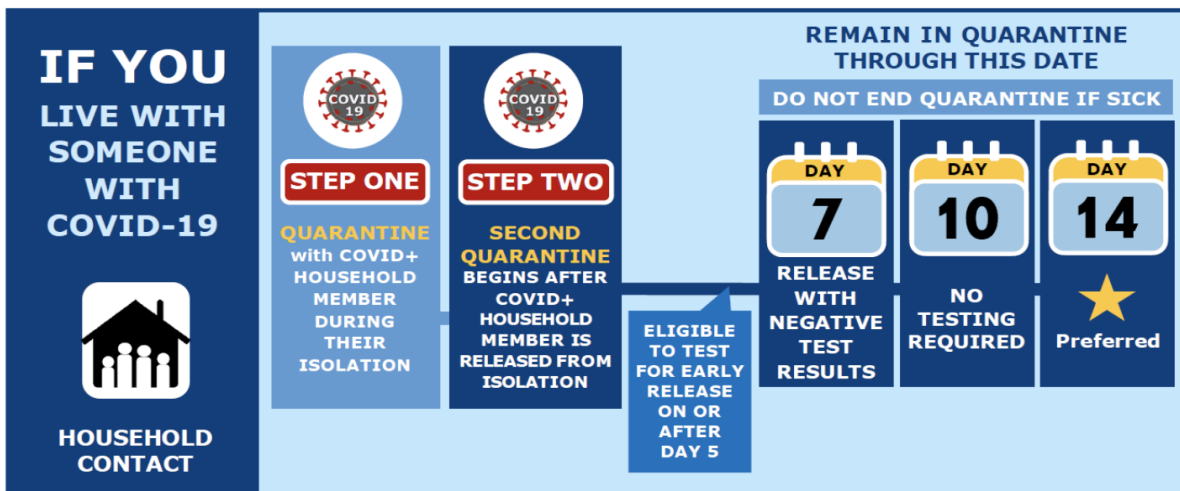 IF YOU
LIVE WITH
SOMEONE
WITH
COVID-19
HOUSEHOLD
CONTACT
COVID
19
STEP ONE
QUARANTINE
with COVID+
HOUSEHOLD
MEMBER
DURING
THEIR
ISOLATION
COVID
19
STEP TWO
SECOND
QUARANTINE
BEGINS AFTER
COVID+
HOUSEHOLD
MEMBER IS
RELEASED FROM
ISOLATION
ELIGIBLE
TO TEST
FOR EARLY
RELEASE
ON OR
AFTER
DAY 5
REMAIN IN QUARANTINE
THROUGH THIS DATE
DO NOT END QUARANTINE IF SICK
DAY
7
RELEASE
WITH
NEGATIVE
TEST
RESULTS
DAY
10
NO
TESTING
REQUIRED
DAY
14
Preferred